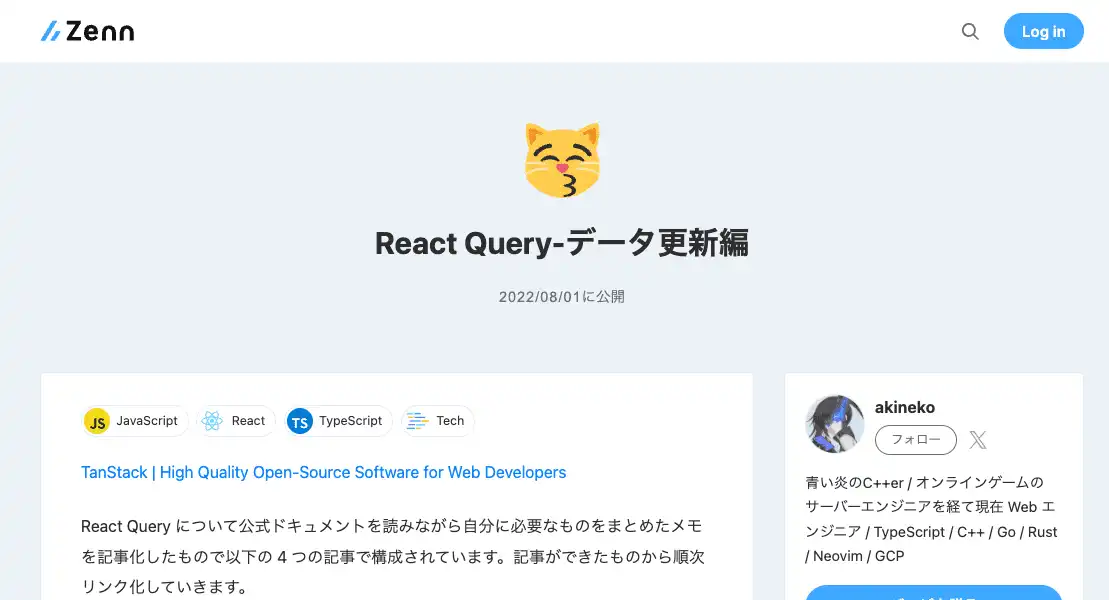 Zenn
Log in
React Query-データ更新編
2022/08/01に公開
JS JavaScript
React
TS TypeScript
Tech
TanStack | High Quality Open-Source Software for Web Developers
React Query について公式ドキュメントを読みながら自分に必要なものをまとめたメモ
を記事化したもので以下の 4 つの記事で構成されています。記事ができたものから順次
リンク化していきます。
akineko
フォロー
青い炎のC++er / オンラインゲームの
サーバーエンジニアを経て現在 Web エ
ンジニア / TypeScript / C++ / Go / Rust
/ Neovim / GCP